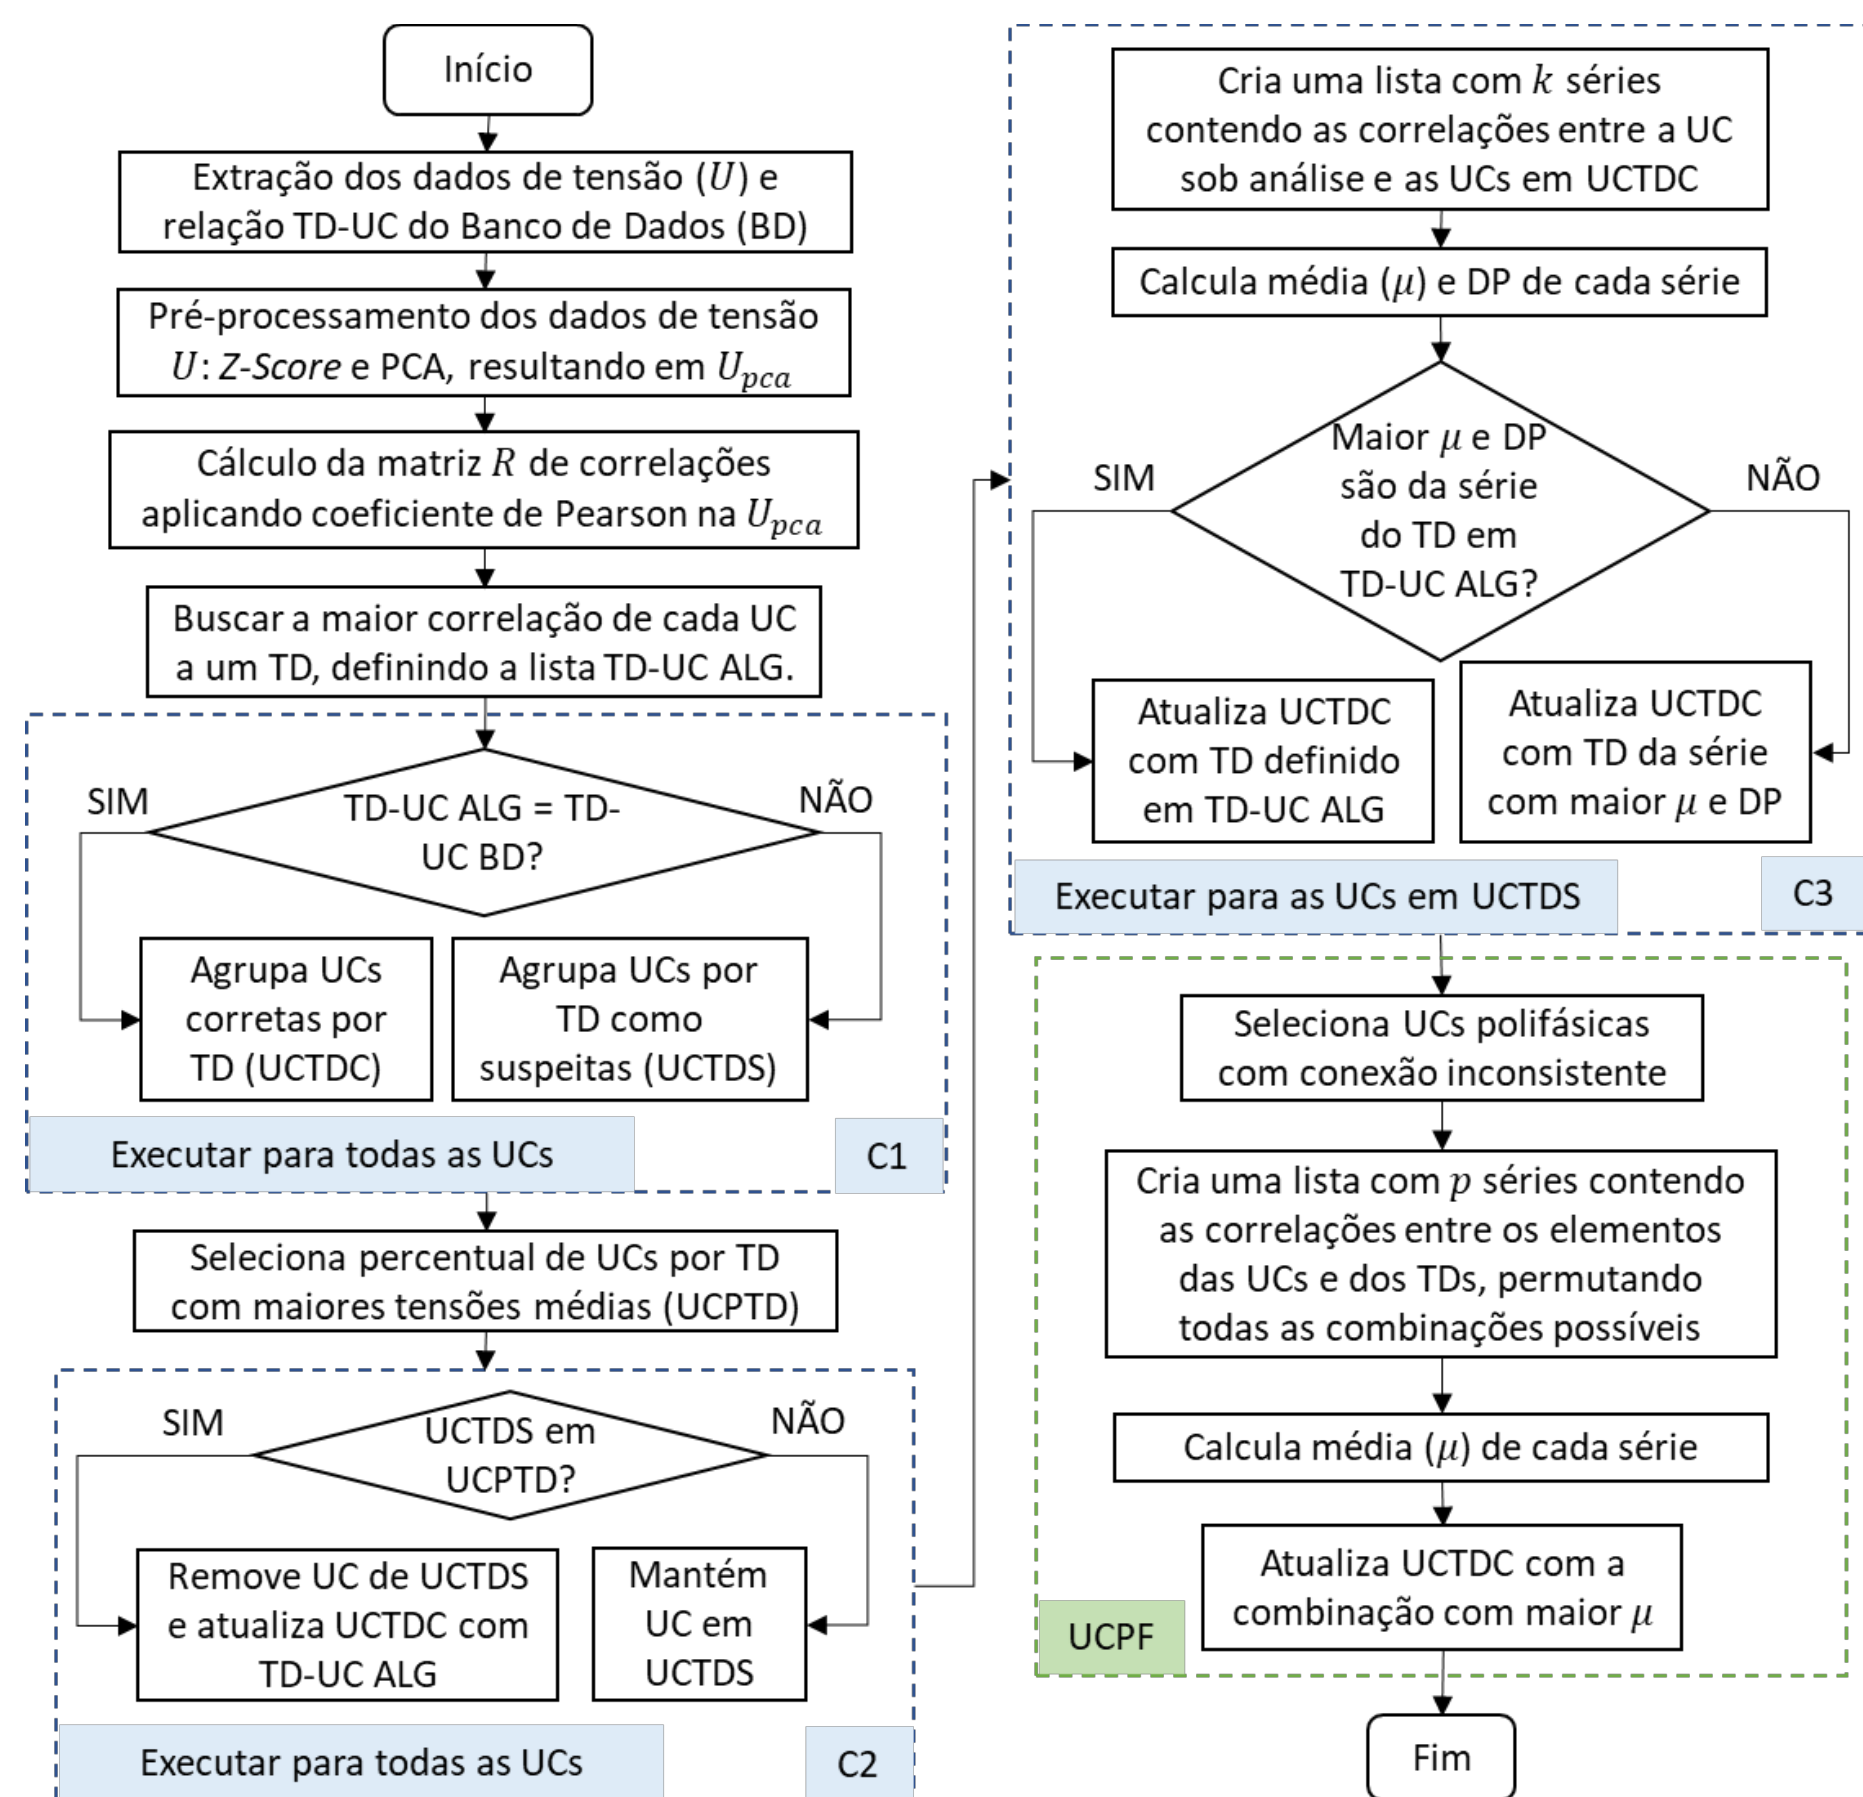 Início
Extração dos dados de tensão (U) e
relação TD-UC do Banco de Dados (BD)
Pré-processamento dos dados de tensão
U: Z-Score e PCA, resultando em U_pca
Cálculo da matriz R de correlações
aplicando coeficiente de Pearson na U_pca
Buscar a maior correlação de cada UC
a um TD, definindo a lista TD-UC ALG.
SIM
TD-UC ALG = TD-
UC BD?
NÃO
Agrupa UCs
corretas por
TD (UCTDC)
Agrupa UCs por
TD como
suspeitas (UCTDS)
Executar para todas as UCs
C1
Seleciona percentual de UCs por TD
com maiores tensões médias (UCPTD)
SIM
UCTDS em
UCPTD?
NÃO
Remove UC de UCTDS
e atualiza UCTDC com
TD-UC ALG
Mantém
UC em
UCTDS
Executar para todas as UCs
C2
Cria uma lista com k séries
contendo as correlações entre a UC
sob análise e as UCs em UCTDC
Calcula média (μ) e DP de cada série
SIM
Maior μ e DP
são da série
do TD em
TD-UC ALG?
NÃO
Atualiza UCTDC
com TD definido
em TD-UC ALG
Atualiza UCTDC
com TD da série
com maior μ e DP
Executar para as UCs em UCTDS
C3
Seleciona UCs polifásicas
com conexão inconsistente
Cria uma lista com p séries contendo
as correlações entre os elementos
das UCs e dos TDs, permutando
todas as combinações possíveis
Calcula média (μ) de cada série
Atualiza UCTDC com a
combinação com maior μ
UCPF
Fim